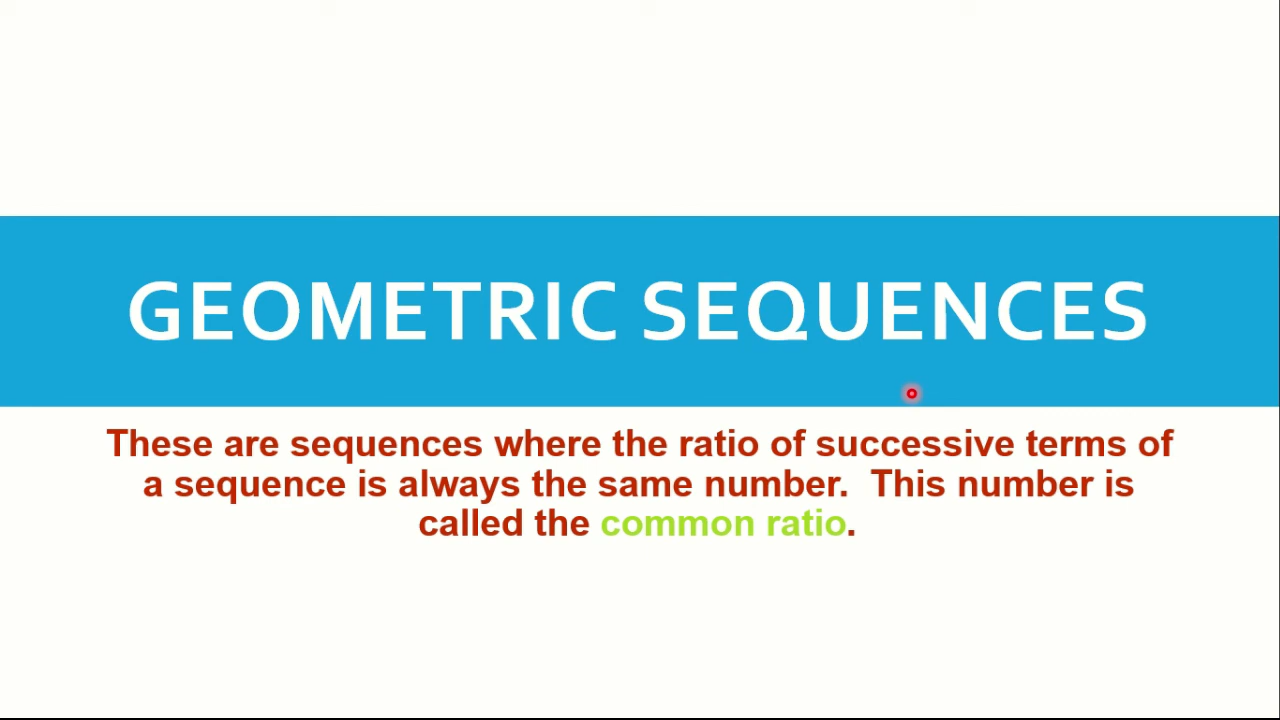 GEOMETRIC SEQUENCES
These are sequences where the ratio of successive terms of
a sequence is always the same number.  This number is
called the common ratio.